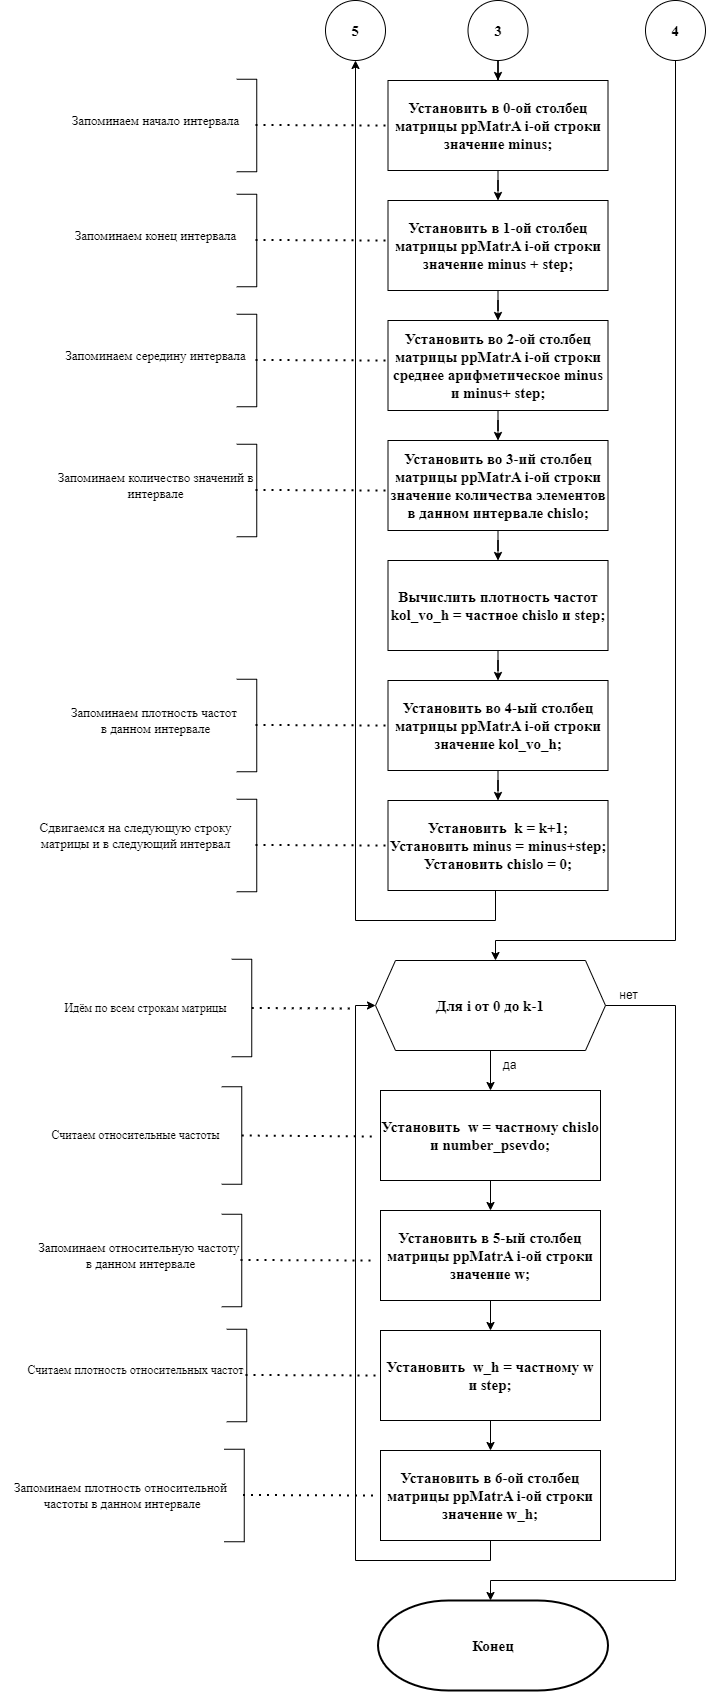 5
3
4
Запоминаем начало интервала
Установить в 0-ой столбец
матрицы ppMatrA i-ой строки
значение minus;
Запоминаем конец интервала
Установить в 1-ой столбец
матрицы ppMatrA i-ой строки
значение minus + step;
Запоминаем середину интервала
Установить во 2-ой столбец
матрицы ppMatrA i-ой строки
среднее арифметическое minus
и minus+ step;
Запоминаем количество значений в
интервале
Установить во 3-ий столбец
матрицы ppMatrA i-ой строки
значение количества элементов
в данном интервале chislo;
Вычислить плотность частот
kol_vo_h = частное chislo и step;
Запоминаем плотность частот
в данном интервале
Установить во 4-ый столбец
матрицы ppMatrA i-ой строки
значение kol_vo_h;
Сдвигаемся на следующую строку
матрицы и в следующий интервал
Установить k = k+1;
Установить minus = minus+step;
Установить chislo = 0;
Идём по всем строкам матрицы
Для i от 0 до k-1
нет
да
Считаем относительные частоты
Установить w = частному chislo
и number_psevdo;
Запоминаем относительную частоту
в данном интервале
Установить в 5-ый столбец
матрицы ppMatrA i-ой строки
значение w;
Считаем плотность относительных частот
Установить w_h = частному w
и step;
Запоминаем плотность относительной
частоты в данном интервале
Установить в 6-ой столбец
матрицы ppMatrA i-ой строки
значение w_h;
Конец